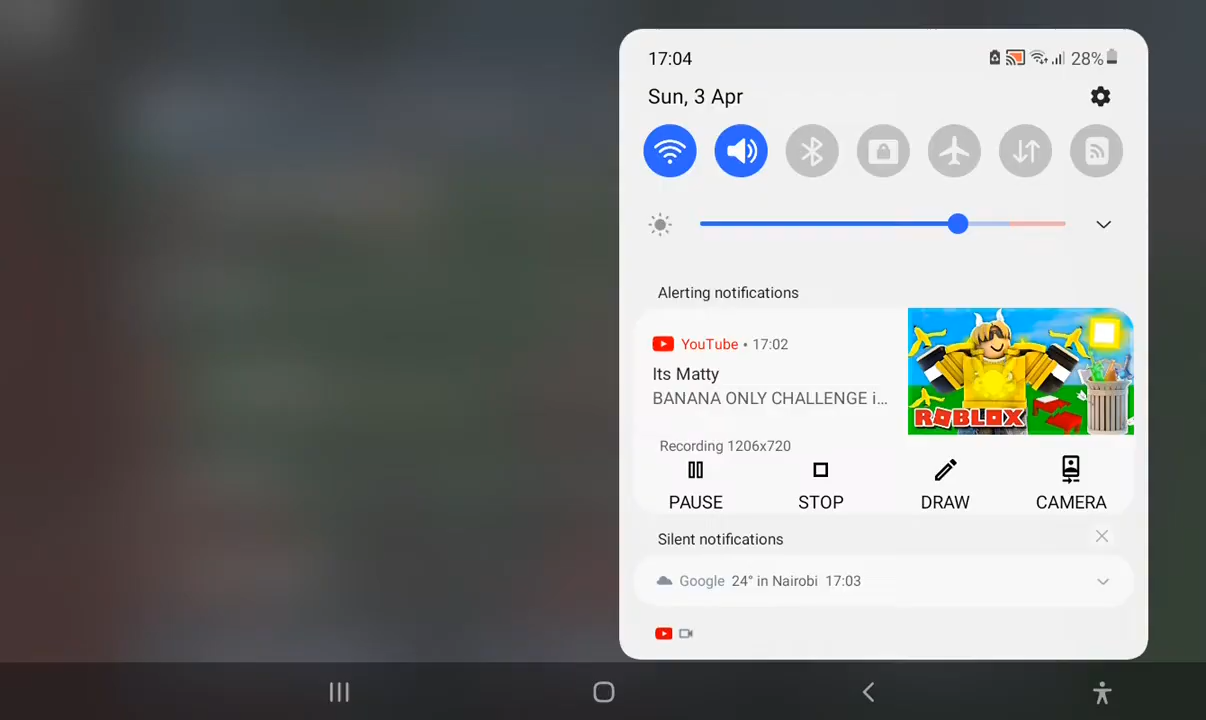 17:04
28%
Sun, 3 Apr
Alerting notifications
YouTube • 17:02
Its Matty
BANANA ONLY CHALLENGE i...
ROBLOX
Recording 1206x720
PAUSE STOP DRAW CAMERA
Silent notifications
Google 24° in Nairobi 17:03